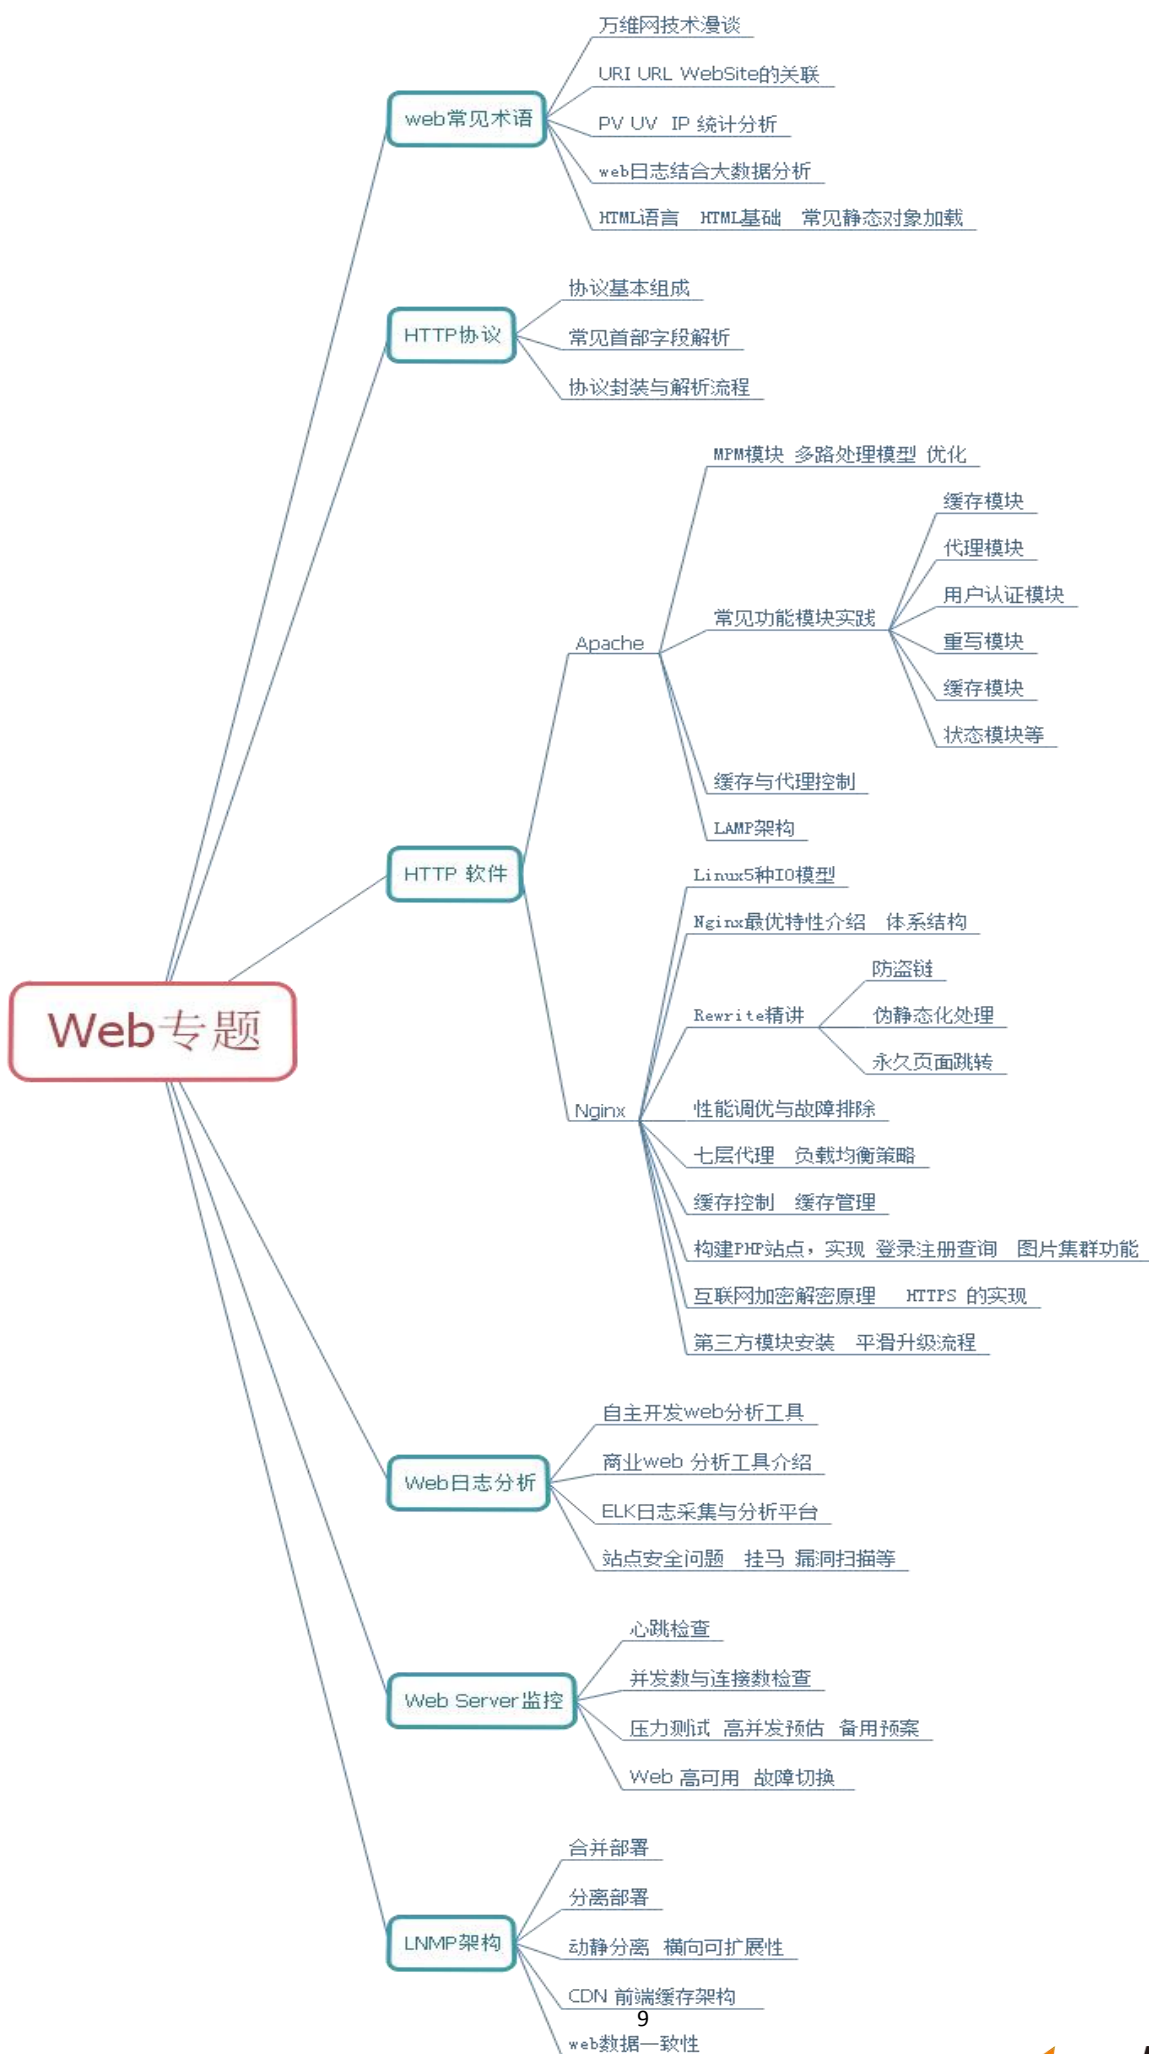 万维网技术漫谈
URI URL WebSite的关联
web常见术语
PV UV IP 统计分析
web日志结合大数据分析
HTML语言 HTML基础 常见静态对象加载
协议基本组成
HTTP协议
常见首部字段解析
协议封装与解析流程
MPM模块 多路处理模型 优化
缓存模块
代理模块
用户认证模块
常见功能模块实践
重写模块
Apache
缓存模块
状态模块等
缓存与代理控制
LAMP架构
HTTP 软件
Linux5种IO模型
Nginx最优特性介绍 体系结构
防盗链
Rewrite精讲
伪静态化处理
Web专题
永久页面跳转
Nginx
性能调优与故障排除
七层代理 负载均衡策略
缓存控制 缓存管理
构建PHP站点，实现 登录注册查询 图片集群功能
互联网加密解密原理 HTTPS 的实现
第三方模块安装 平滑升级流程
自主开发web分析工具
商业web 分析工具介绍
Web日志分析
ELK日志采集与分析平台
站点安全问题 挂马 漏洞扫描等
心跳检查
并发数与连接数检查
Web Server监控
压力测试 高并发预估 备用预案
Web 高可用 故障切换
合并部署
分离部署
LNMP架构
动静分离 横向可扩展性
CDN 前端缓存架构
9
web数据一致性